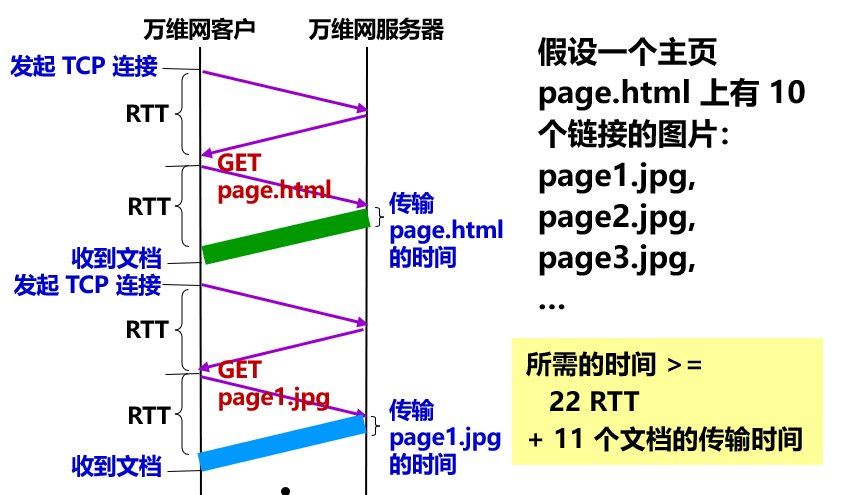 万维网客户
万维网服务器
发起 TCP 连接
RTT
GET
page.html
RTT
传输
page.html
的时间
收到文档
发起 TCP 连接
RTT
GET
page1.jpg
RTT
传输
page1.jpg
的时间
收到文档
假设一个主页
page.html 上有 10
个链接的图片：
page1.jpg,
page2.jpg,
page3.jpg,
…
所需的时间 >=
22 RTT
+ 11 个文档的传输时间